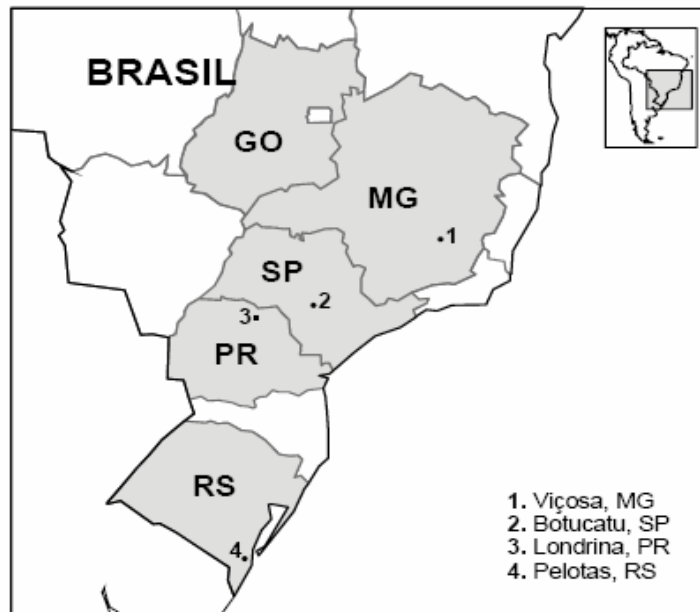 BRASIL
GO
MG
1
SP
2
3
PR
RS
4
1. Viçosa, MG
2. Botucatu, SP
3. Londrina, PR
4. Pelotas, RS